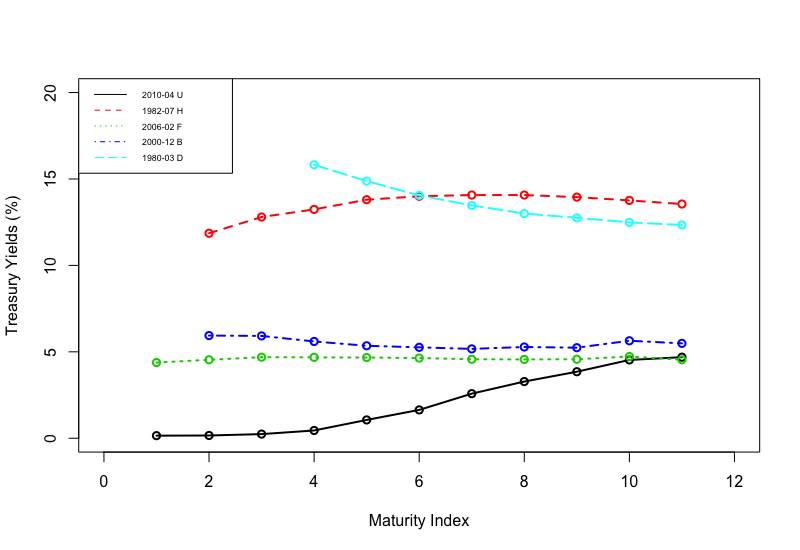 2010-04 U
1982-07 H
2006-02 F
2000-12 B
1980-03 D
20
15
10
5
0
Treasury Yields (%)
0 2 4 6 8 10 12
Maturity Index